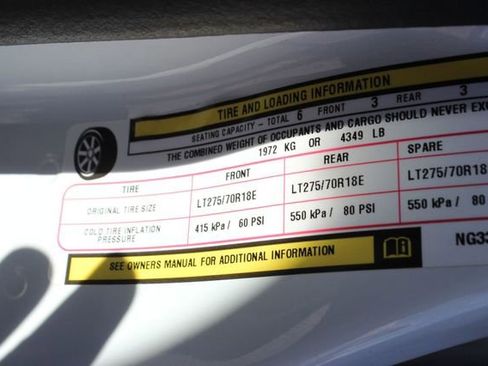 TIRE AND LOADING INFORMATION
SEATING CAPACITY - TOTAL 6 FRONT 3 REAR 3
THE COMBINED WEIGHT OF OCCUPANTS AND CARGO SHOULD NEVER EXC
1972 KG OR 4349 LB
TIRE FRONT REAR SPARE
ORIGINAL TIRE SIZE LT275/70R18E LT275/70R18E LT275/70R18E
COLD TIRE INFLATION PRESSURE 415 kPa / 60 PSI 550 kPa / 80 PSI 550 kPa / 80
SEE OWNERS MANUAL FOR ADDITIONAL INFORMATION
NG33